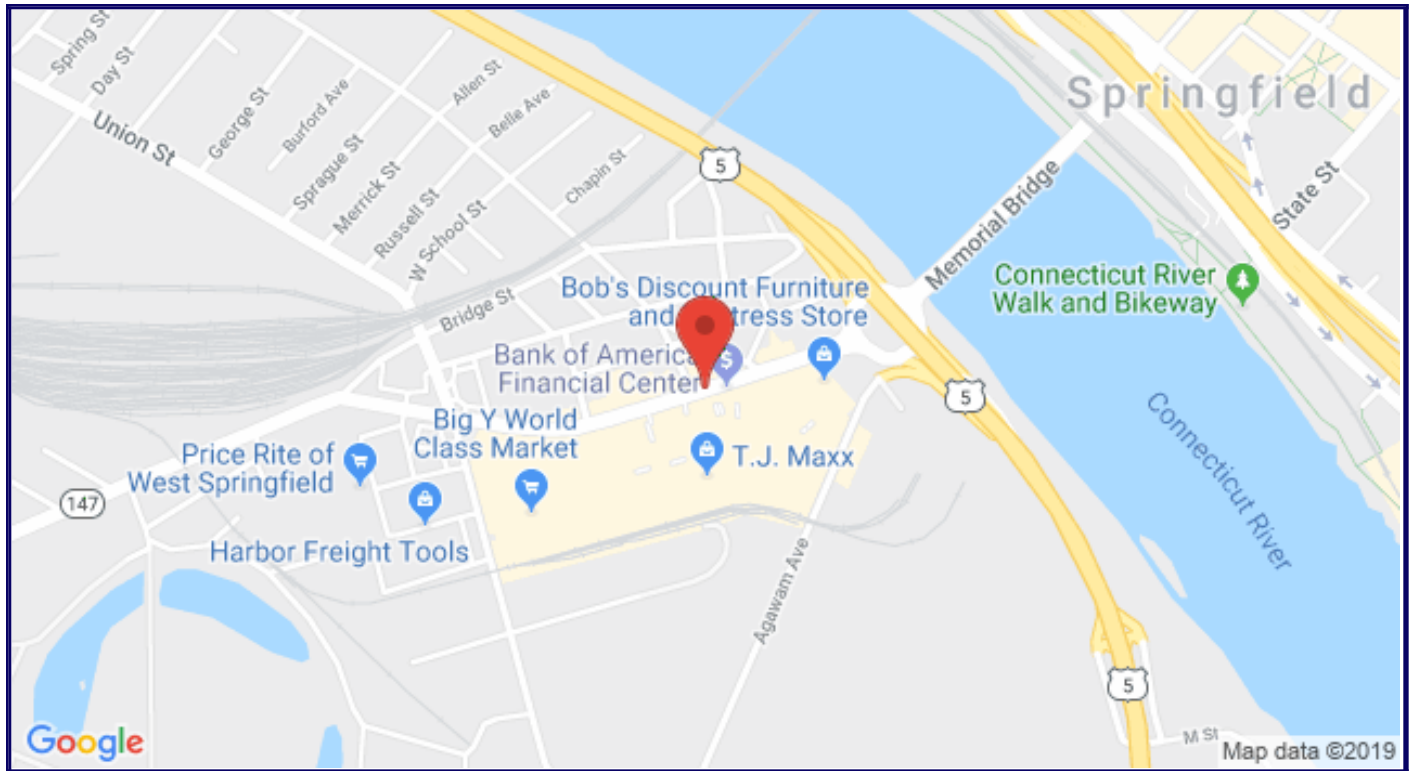 Spring St
Day St
Union St
George St
Burford Ave
Allen St
Sprague St
Merrick St
Belle Ave
Russell St
W School St
Chapin St
5
Springfield
State St
Memorial Bridge
Connecticut River
Walk and Bikeway
Bridge St
Bob's Discount Furniture
and tress Store
Bank of America
Financial Center
$
5
Big Y World
Class Market
Price Rite of
West Springfield
T.J. Maxx
147
Harbor Freight Tools
Connecticut River
Agawam Ave
5
M St
Google
Map data ©2019